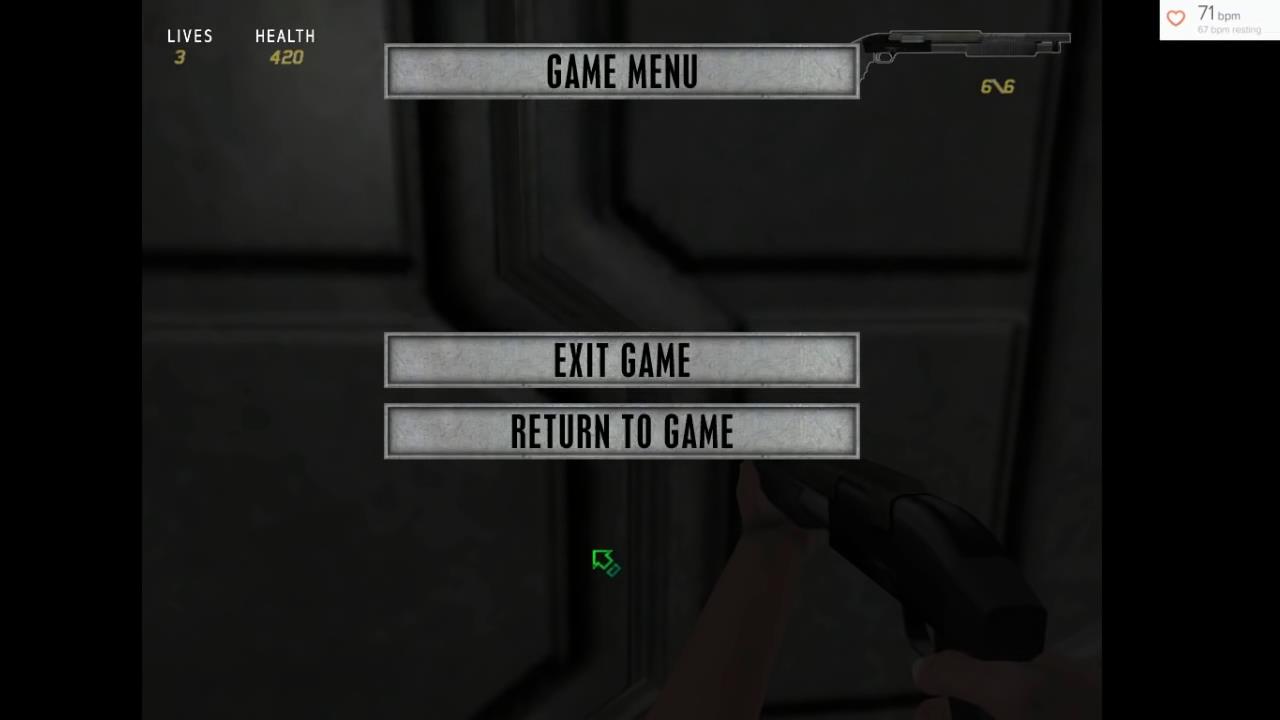 LIVES HEALTH
3 420
GAME MENU
6\6
71 bpm
67 bpm resting
EXIT GAME
RETURN TO GAME